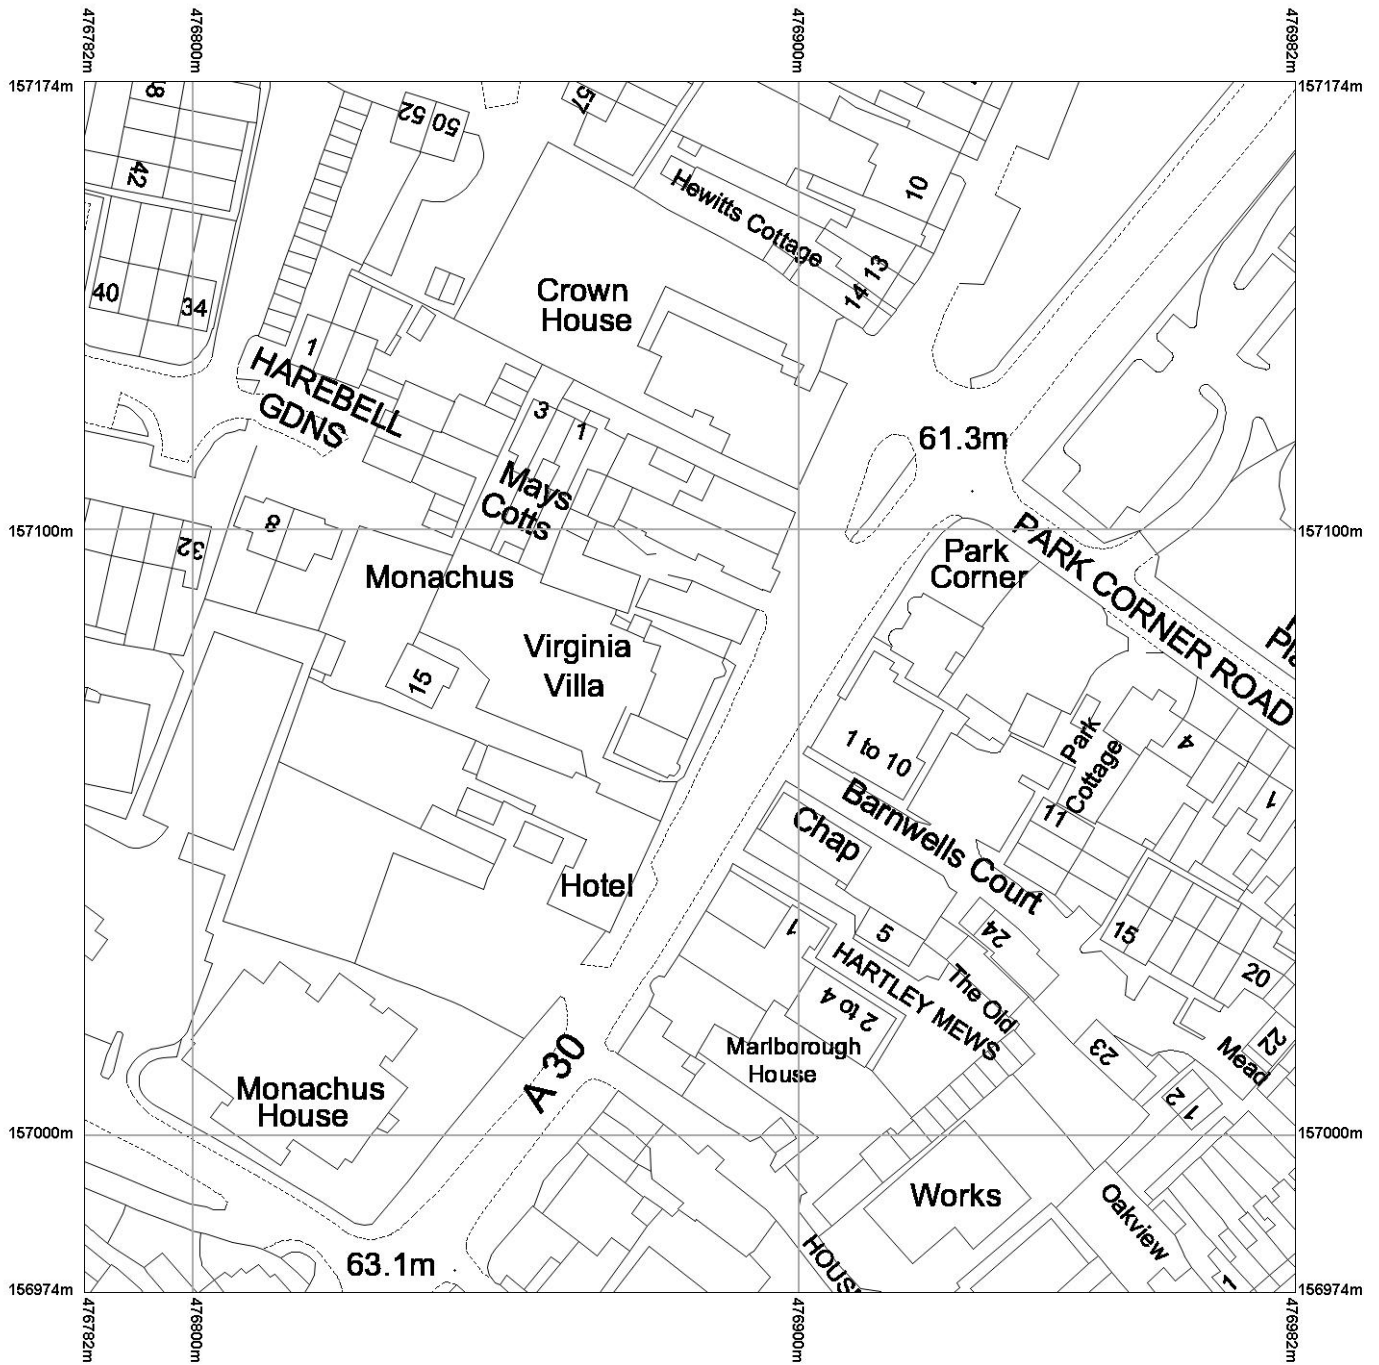 476782m
476800m
476900m
476982m
157174m
157174m
8
52 50
57
42
10
Hewitts Cottage
13
14
40
34
Crown
House
1
HAREBELL
GDNS
3
1
61.3m
Mays
Cotts
8
32
157100m
157100m
PARK CORNER ROAD
Park
Corner
Monachus
Virginia
Villa
15
1 to 10
Park
Cottage
4
1
11
Barnwells Court
Chap
Hotel
1
5
24
15
20
HARTLEY MEWS
The Old
2 to 4
22
Mead
23
Marlborough
House
A 30
1 2
Monachus
House
157000m
157000m
Works
Oakview
63.1m
HOUS
1
156974m
156974m
476782m
476800m
476900m
476982m